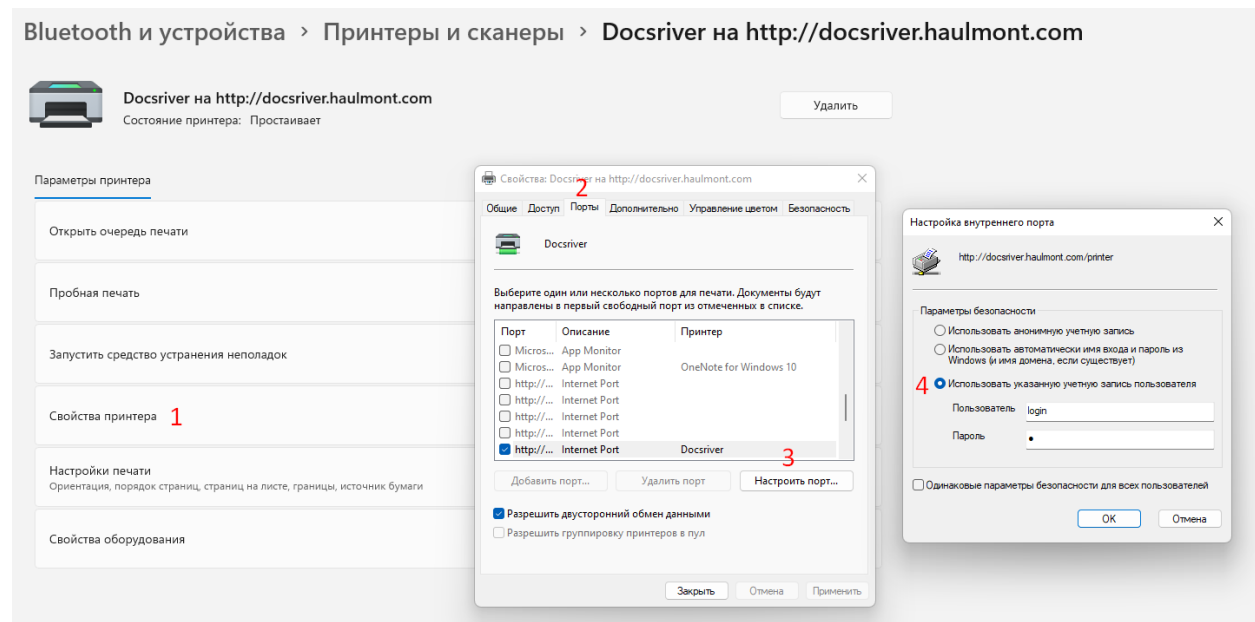 Bluetooth и устройства > Принтеры и сканеры > Docsriver на http://docsriver.haulmont.com
Docsriver на http://docsriver.haulmont.com
Состояние принтера: Простаивает
Удалить
Параметры принтера
Открыть очередь печати
Пробная печать
Запустить средство устранения неполадок
Свойства принтера 1
Настройки печати
Ориентация, порядок страниц, страниц на листе, границы, источник бумаги
Свойства оборудования
Свойства: Docsriver на http://docsriver.haulmont.com
2
Общие Доступ Порты Дополнительно Управление цветом Безопасность
Docsriver
Выберите один или несколько портов для печати. Документы будут
направлены в первый свободный порт из отмеченных в списке.
Порт Описание Принтер
Micros... App Monitor
Micros... App Monitor OneNote for Windows 10
http://... Internet Port
http://... Internet Port
http://... Internet Port
http://... Internet Port
http://... Internet Port Docsriver
3
Добавить порт... Удалить порт Настроить порт...
Разрешить двусторонний обмен данными
Разрешить группировку принтеров в пул
Закрыть Отмена Применить
Настройка внутреннего порта
http://docsriver.haulmont.com/printer
Параметры безопасности
Использовать анонимную учетную запись
Использовать автоматически имя входа и пароль из
Windows (и имя домена, если существует)
4 Использовать указанную учетную запись пользователя
Пользователь login
Пароль •
Одинаковые параметры безопасности для всех пользователей
OK Отмена